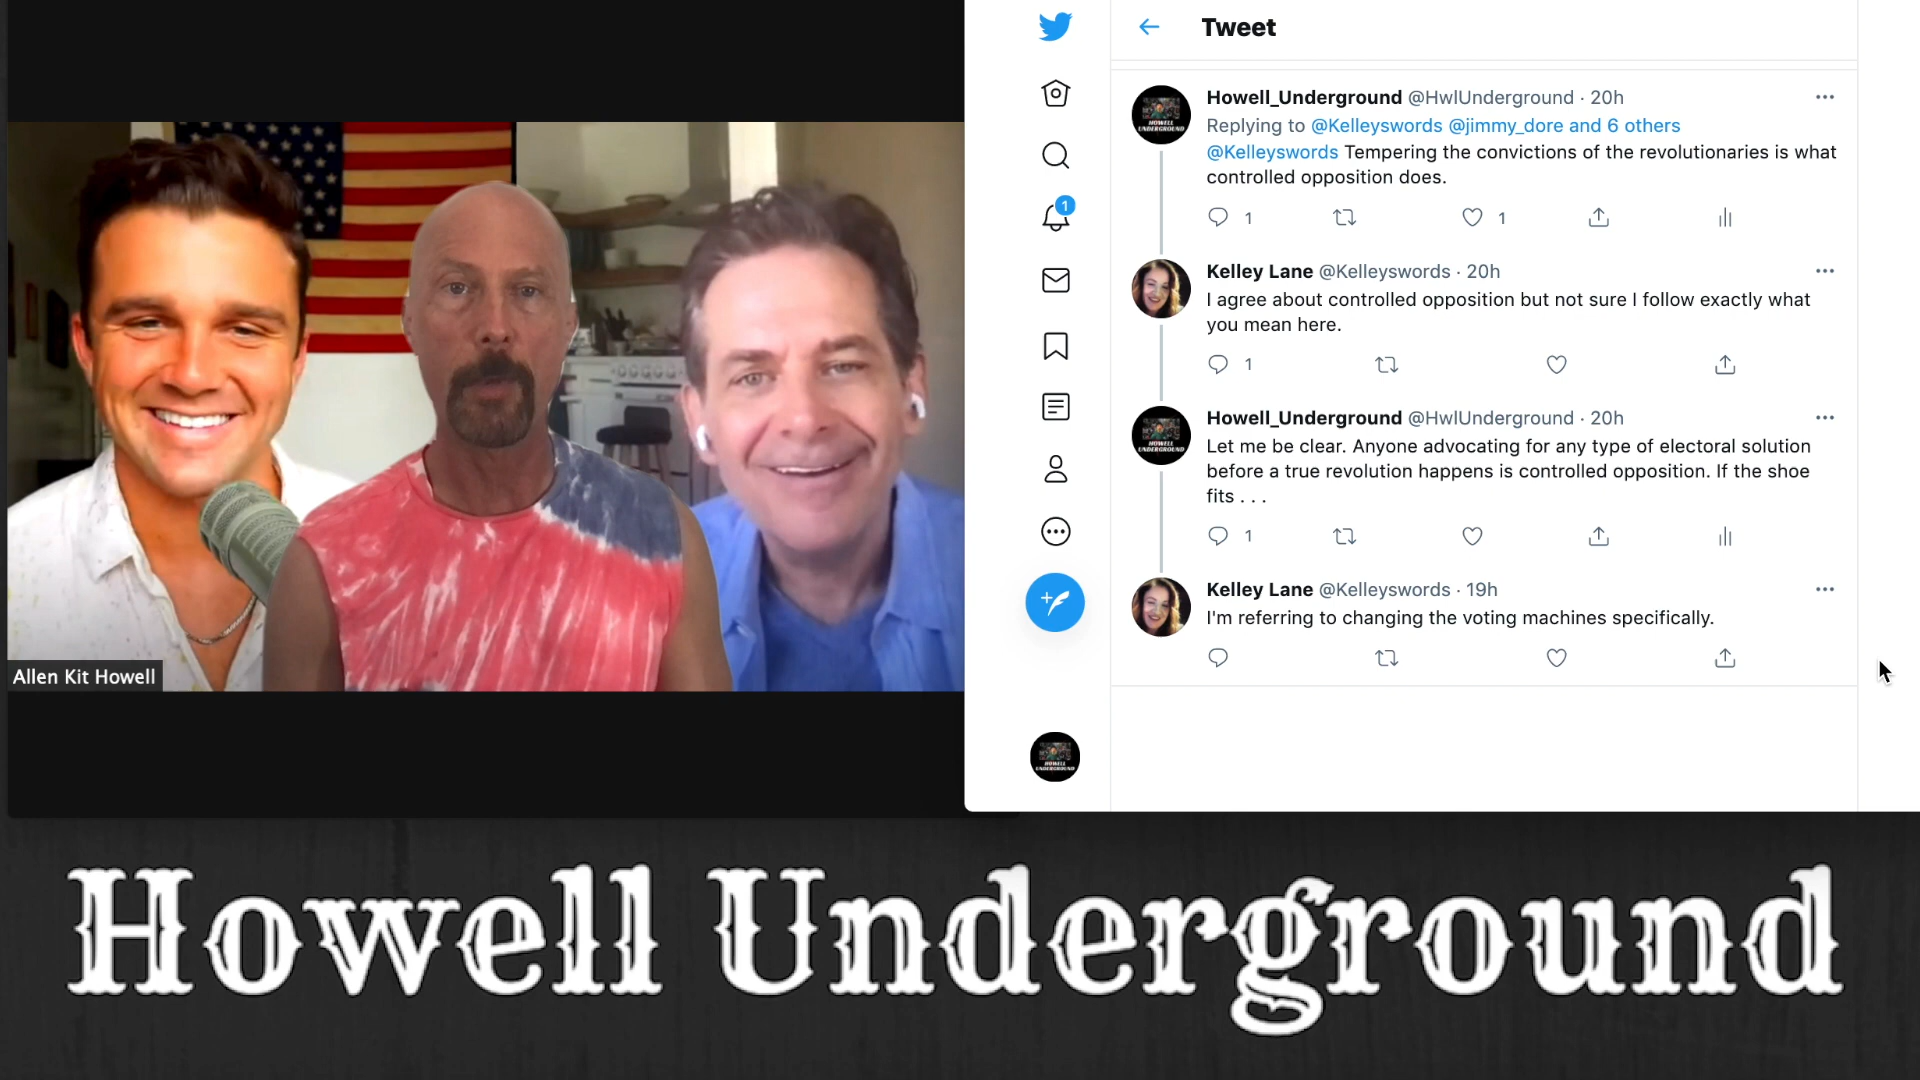 Tweet
Howell_Underground @HwlUnderground · 20h
Replying to @Kelleyswords @jimmy_dore and 6 others
@Kelleyswords Tempering the convictions of the revolutionaries is what
controlled opposition does.
1 1
1
Kelley Lane @Kelleyswords · 20h
I agree about controlled opposition but not sure I follow exactly what
you mean here.
1
Howell_Underground @HwlUnderground · 20h
Let me be clear. Anyone advocating for any type of electoral solution
before a true revolution happens is controlled opposition. If the shoe
fits . . .
1
Kelley Lane @Kelleyswords · 19h
I'm referring to changing the voting machines specifically.
Allen Kit Howell
HOWELL
UNDERGROUND
Howell Underground